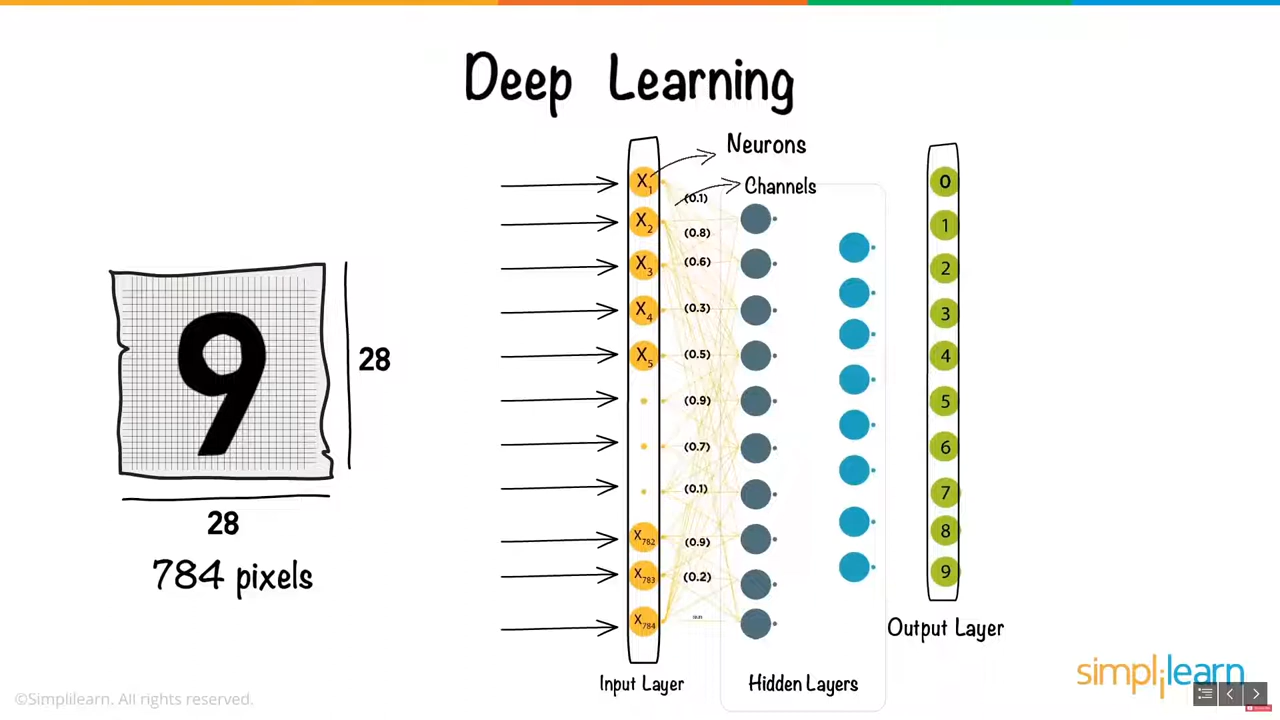 Deep Learning
Neurons
Channels
X1
X2
X3
X4
X5
X782
X783
X784
(0.1)
(0.8)
(0.6)
(0.3)
(0.5)
(0.9)
(0.7)
(0.1)
(0.9)
(0.2)
0
1
2
3
4
5
6
7
8
9
9
28
28
784 pixels
Input Layer
Hidden Layers
Output Layer
©Simplilearn. All rights reserved.
simplilearn